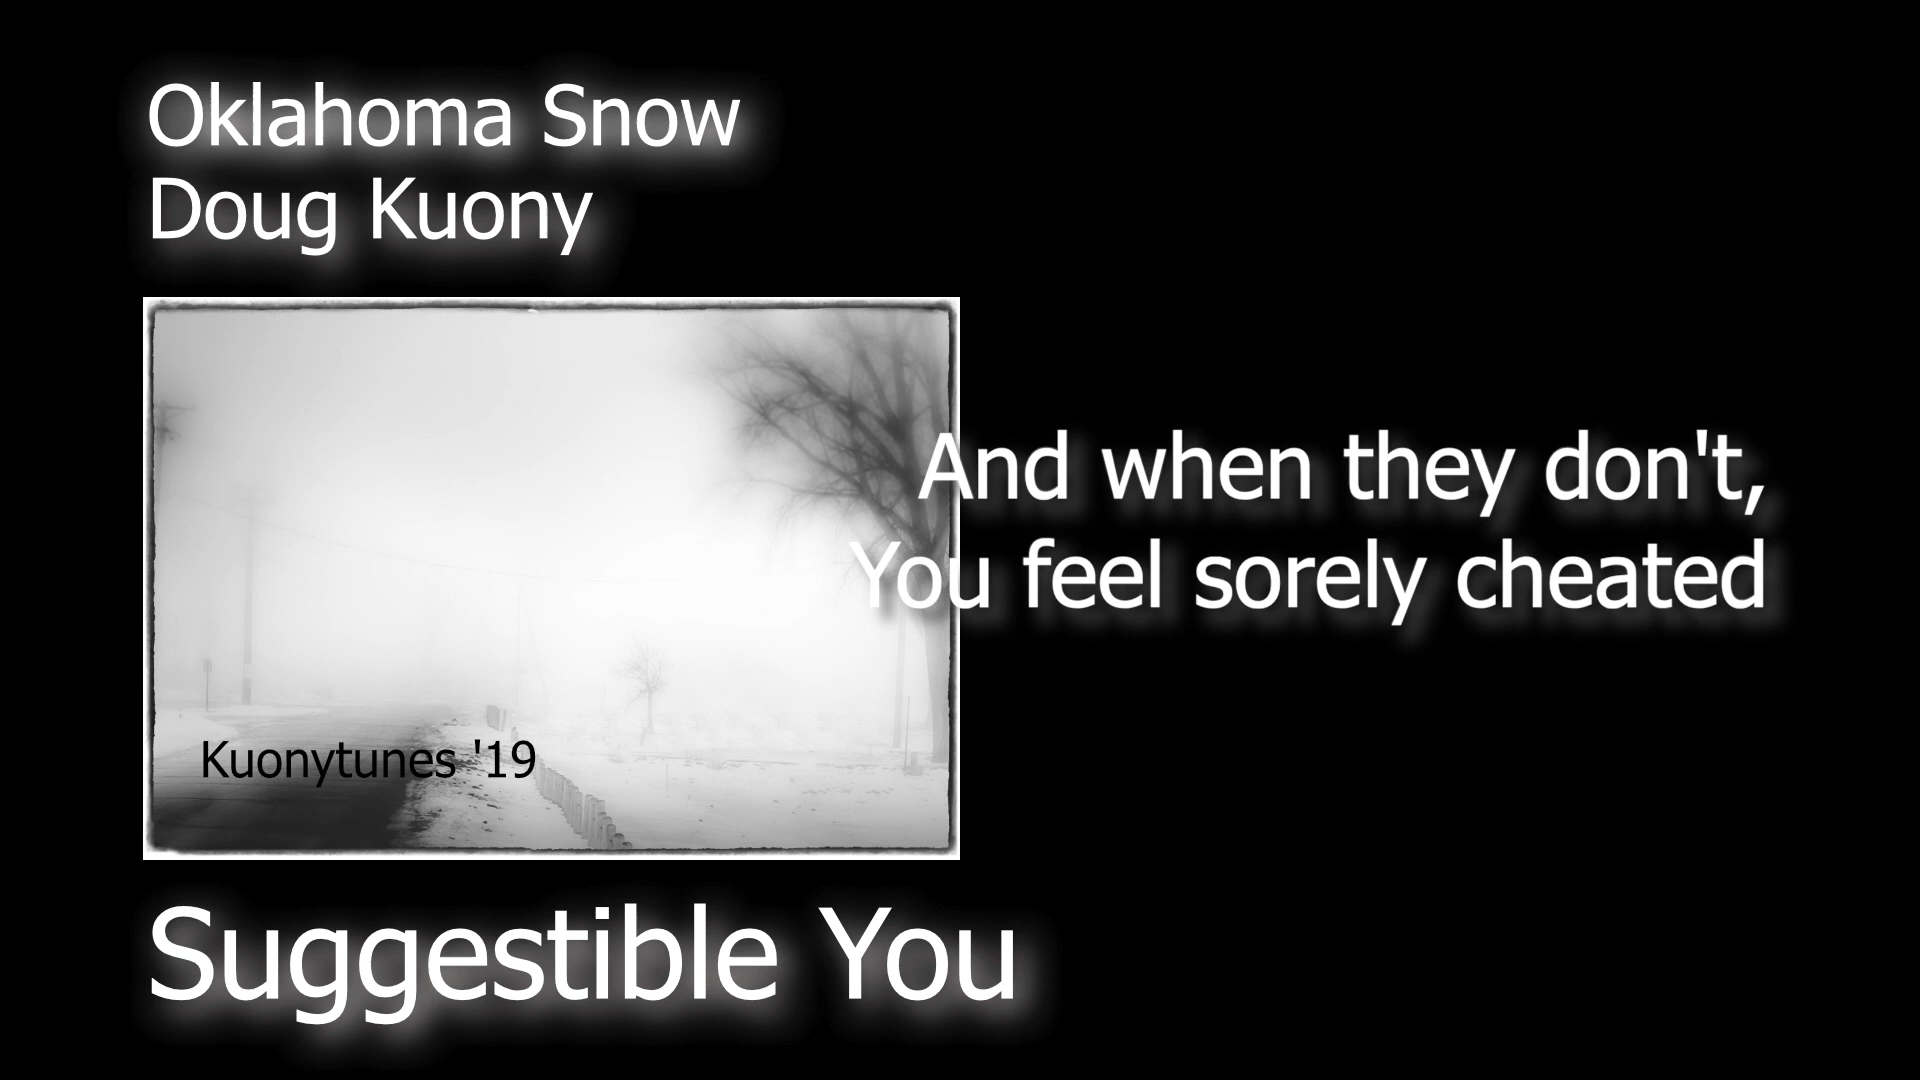 Oklahoma Snow
Doug Kuony
And when they don't,
You feel sorely cheated
Kuonytunes '19
Suggestible You